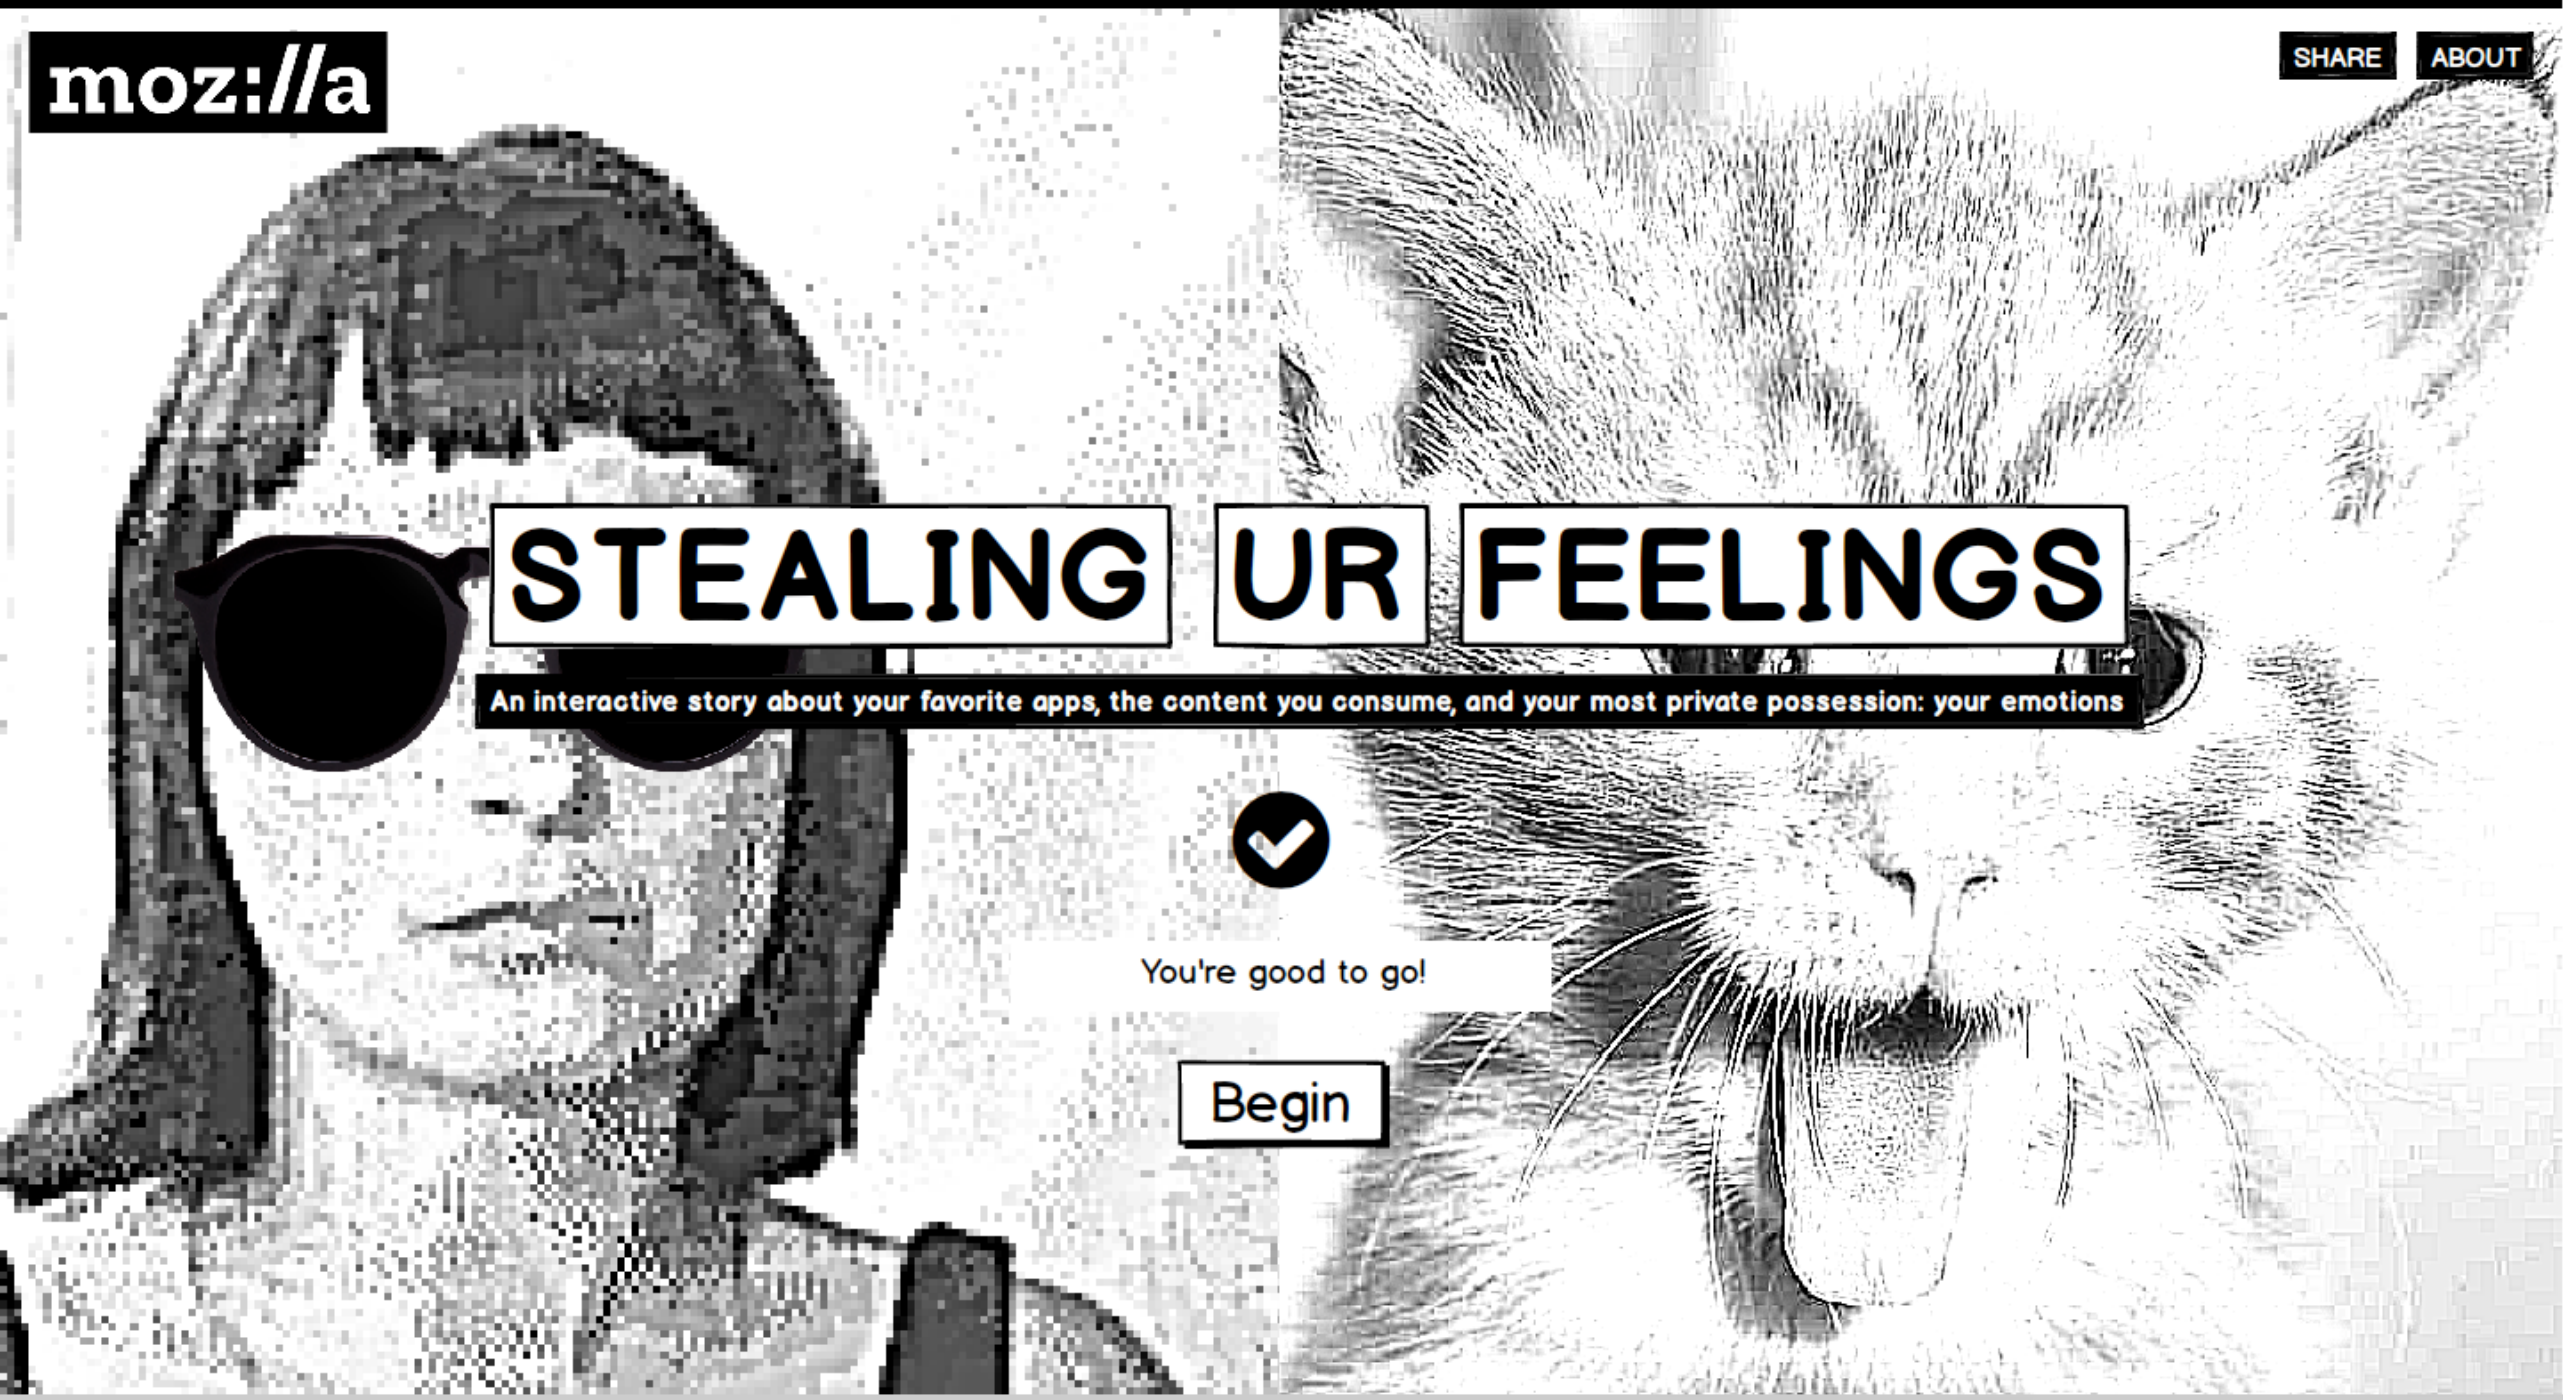 moz://a
SHARE ABOUT
STEALING UR FEELINGS
An interactive story about your favorite apps, the content you consume, and your most private possession: your emotions
You're good to go!
Begin